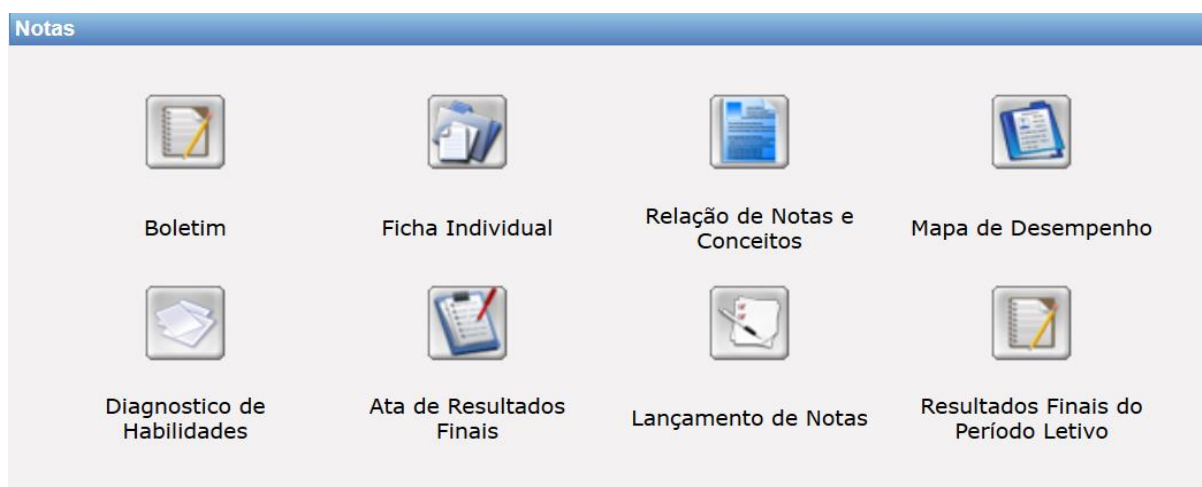 Notas
Boletim
Ficha Individual
Relação de Notas e
Conceitos
Mapa de Desempenho
Diagnostico de
Habilidades
Ata de Resultados
Finais
Lançamento de Notas
Resultados Finais do
Período Letivo